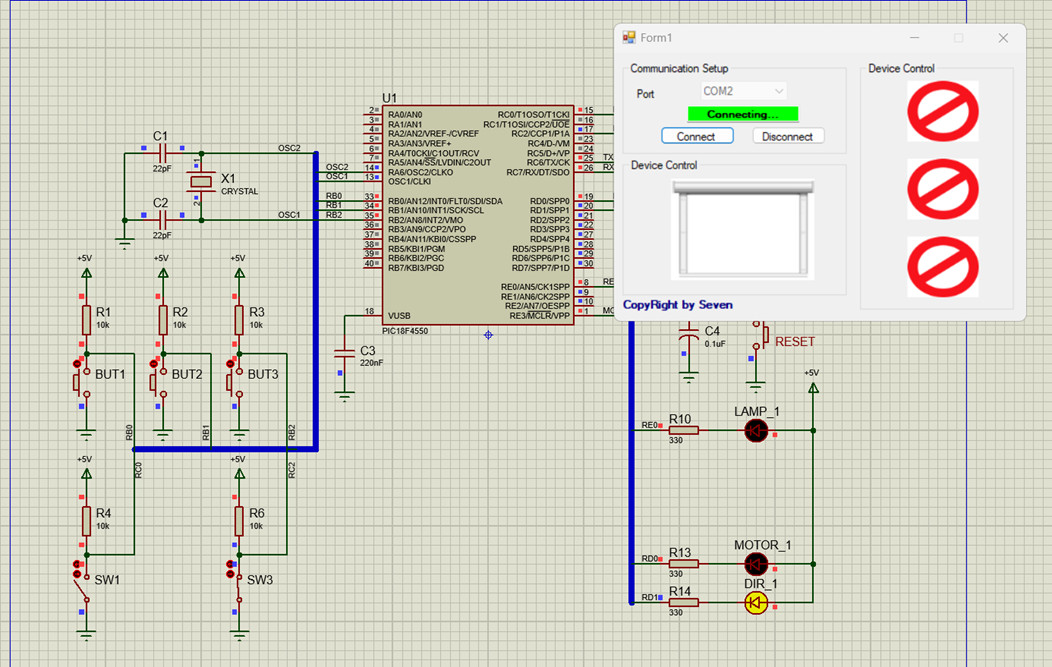 Form1
Communication Setup
Port
COM2
Connecting...
Connect
Disconnect
Device Control
CopyRight by Seven
Device Control
U1
2
3
4
5
6
7
14
13
33
34
35
36
37
38
39
40
18
RA0/AN0
RA1/AN1
RA2/AN2/VREF-/CVREF
RA3/AN3/VREF+
RA4/T0CKI/C1OUT/RCV
RA5/AN4/SS/LVDIN/C2OUT
RA6/OSC2/CLKO
OSC1/CLKI
RB0/AN12/INT0/FLT0/SDI/SDA
RB1/AN10/INT1/SCK/SCL
RB2/AN8/INT2/VMO
RB3/AN9/CCP2/VPO
RB4/AN11/KBI0/CSSPP
RB5/KBI1/PGM
RB6/KBI2/PGC
RB7/KBI3/PGD
VUSB
RC0/T1OSO/T1CKI
RC1/T1OSI/CCP2/UOE
RC2/CCP1/P1A
RC4/D-/VM
RC5/D+/VP
RC6/TX/CK
RC7/RX/DT/SDO
RD0/SPP0
RD1/SPP1
RD2/SPP2
RD3/SPP3
RD4/SPP4
RD5/SPP5/P1B
RD6/SPP6/P1C
RD7/SPP7/P1D
RE0/AN5/CK1SPP
RE1/AN6/CK2SPP
RE2/AN7/OESPP
RE3/MCLR/VPP
15
16
17
23
24
25
26
19
20
21
22
27
28
29
30
8
9
10
1
TX
RX
RE
MC
PIC18F4550
C1
22pF
OSC2
OSC2
OSC1
1
X1
CRYSTAL
2
C2
22pF
OSC1
RB0
RB1
RB2
+5V
+5V
+5V
R1
10k
R2
10k
R3
10k
C3
220nF
BUT1
BUT2
BUT3
RB0
RB1
RB2
RC0
RC2
+5V
+5V
R4
10k
R6
10k
SW1
SW3
C4
0.1uF
RESET
+5V
RE0
R10
330
LAMP_1
RD0
R13
330
MOTOR_1
RD1
R14
330
DIR_1